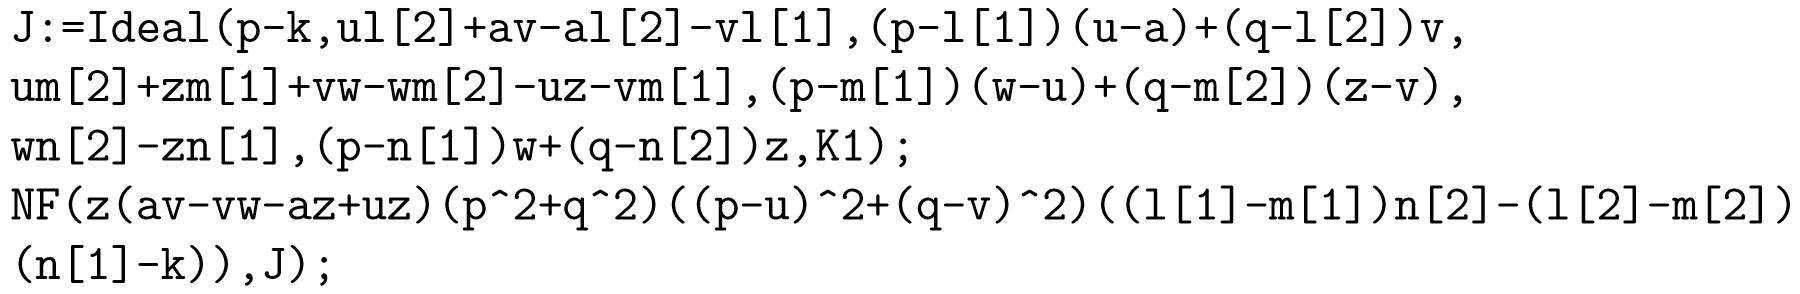 J:=Ideal(p-k,ul[2]+av-al[2]-vl[1],(p-l[1])(u-a)+(q-l[2])v,
um[2]+zm[1]+vw-wm[2]-uz-vm[1],(p-m[1])(w-u)+(q-m[2])(z-v),
wn[2]-zn[1],(p-n[1])w+(q-n[2])z,K1);
NF(z(av-vw-az+uz)(p^2+q^2)((p-u)^2+(q-v)^2)((l[1]-m[1])n[2]-(l[2]-m[2])
(n[1]-k)),J);